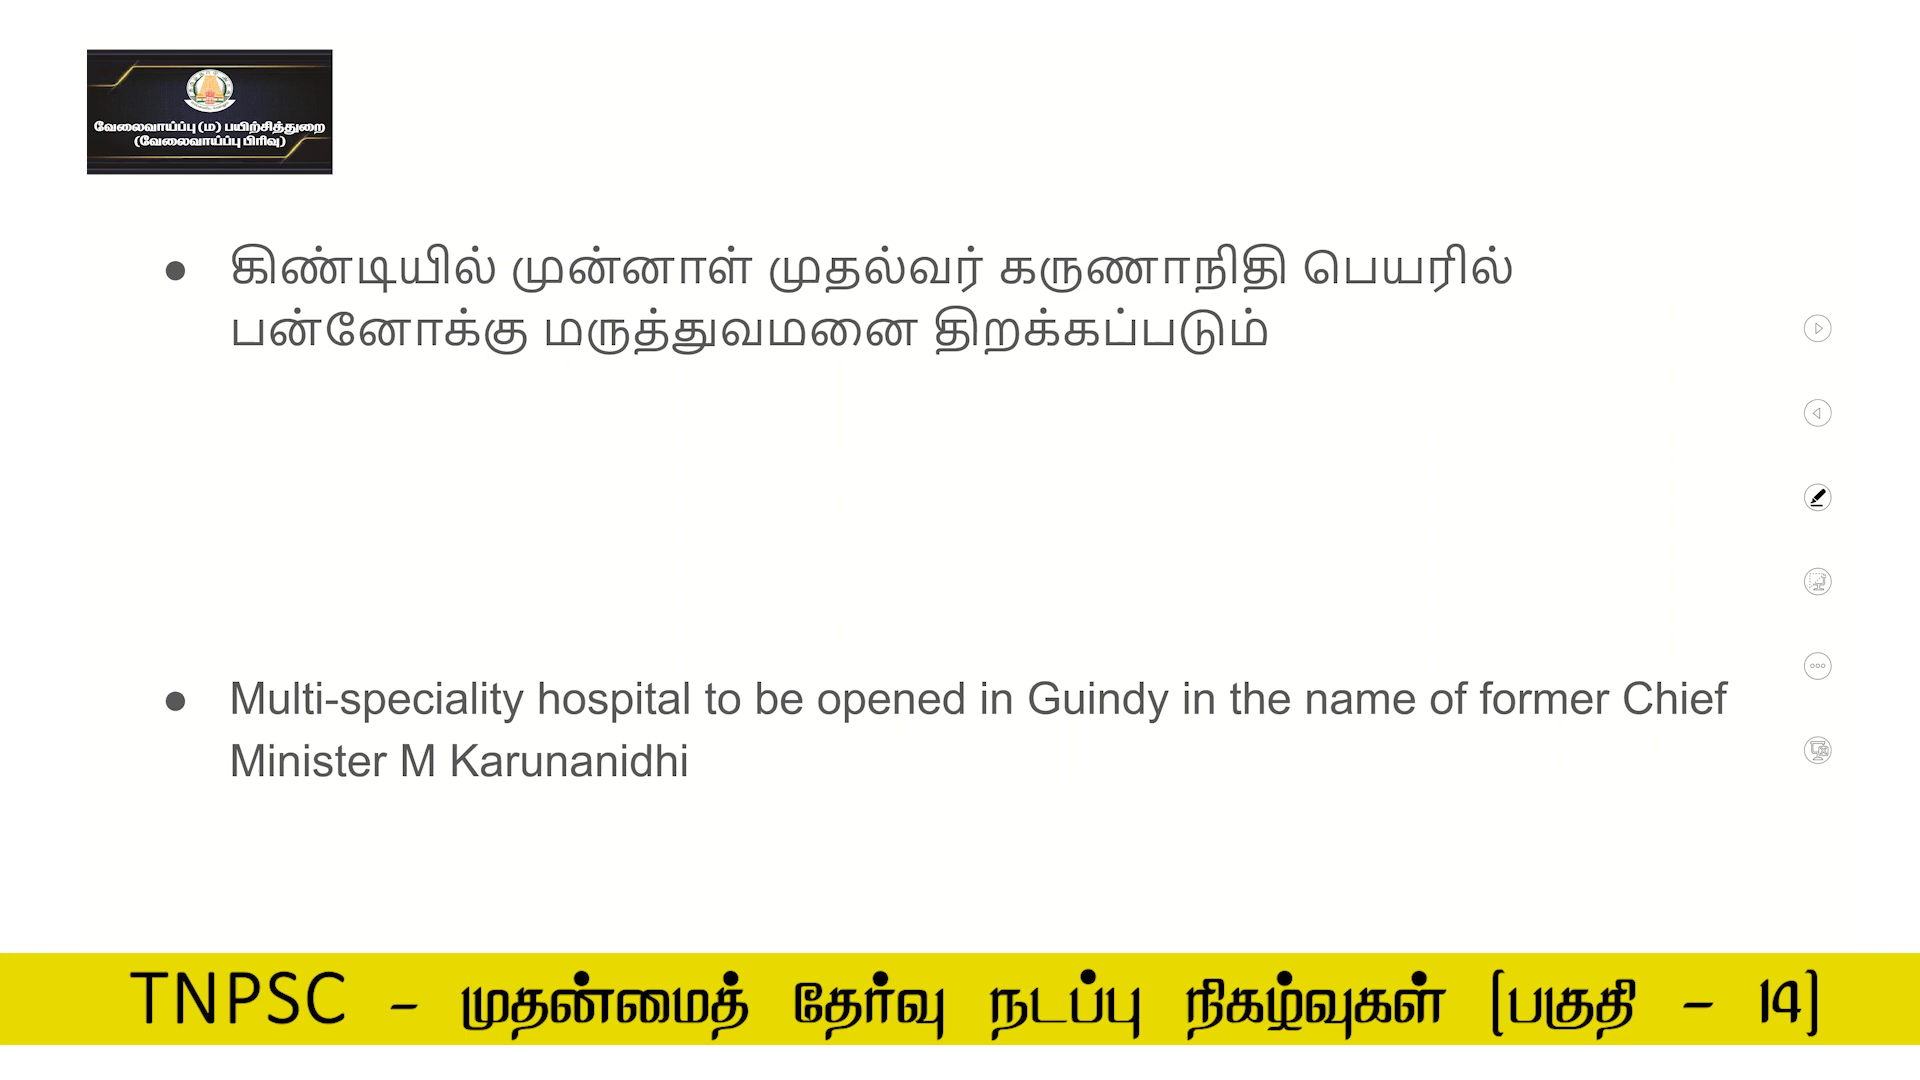 வேலைவாய்ப்பு (ம) பயிற்சித்துறை
(வேலைவாய்ப்பு பிரிவு)
● கிண்டியில் முன்னாள் முதல்வர் கருணாநிதி பெயரில்
பன்னோக்கு மருத்துவமனை திறக்கப்படும்
● Multi-speciality hospital to be opened in Guindy in the name of former Chief
Minister M Karunanidhi
TNPSC - முதன்மைத் தேர்வு நடப்பு நிகழ்வுகள் (பகுதி - 14)